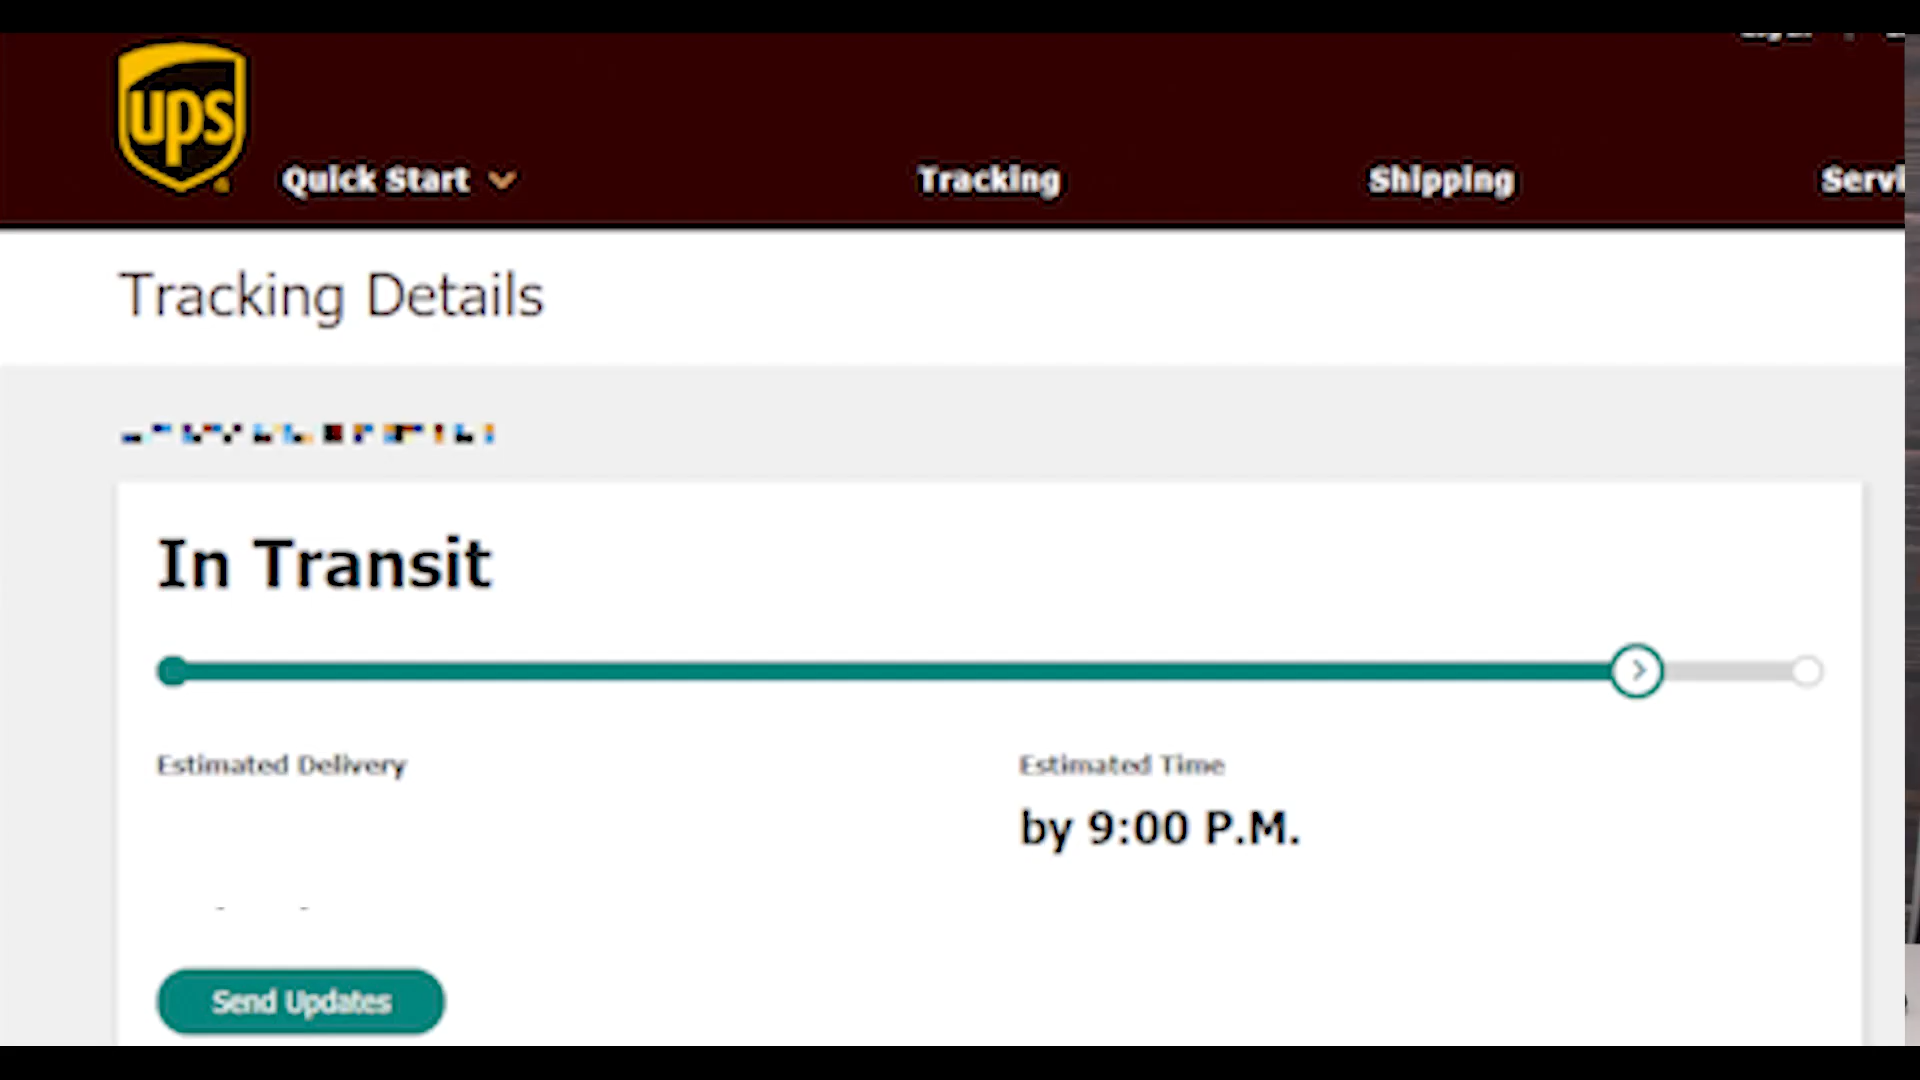 ups
Quick Start
Tracking
Shipping
Tracking Details
In Transit
Estimated Delivery
Estimated Time
by 9:00 P.M.
Send Updates